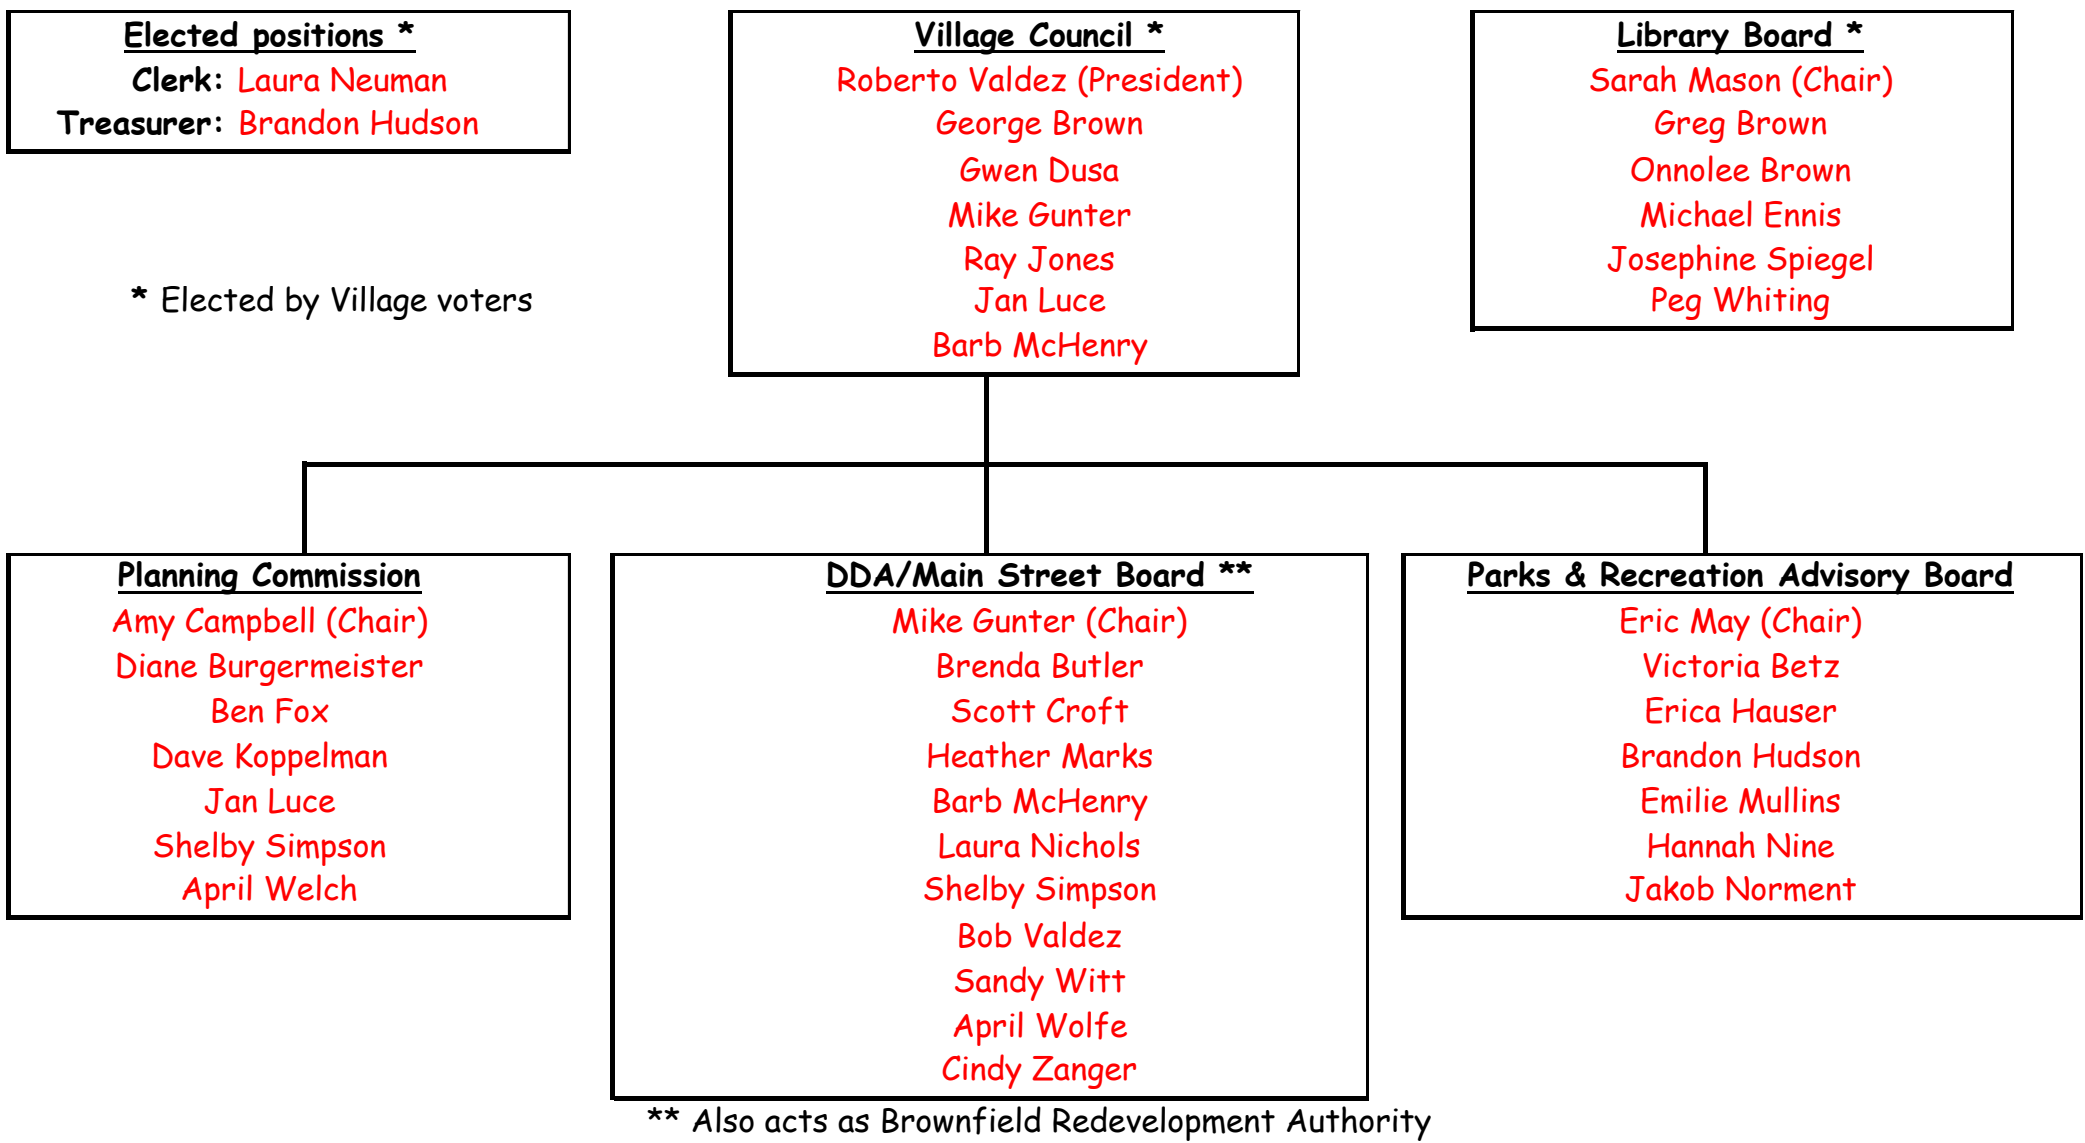 Elected positions *
Clerk: Laura Neuman
Treasurer: Brandon Hudson
* Elected by Village voters
Village Council *
Roberto Valdez (President)
George Brown
Gwen Dusa
Mike Gunter
Ray Jones
Jan Luce
Barb McHenry
Library Board *
Sarah Mason (Chair)
Greg Brown
Onnolee Brown
Michael Ennis
Josephine Spiegel
Peg Whiting
Planning Commission
Amy Campbell (Chair)
Diane Burgermeister
Ben Fox
Dave Koppelman
Jan Luce
Shelby Simpson
April Welch
DDA/Main Street Board **
Mike Gunter (Chair)
Brenda Butler
Scott Croft
Heather Marks
Barb McHenry
Laura Nichols
Shelby Simpson
Bob Valdez
Sandy Witt
April Wolfe
Cindy Zanger
** Also acts as Brownfield Redevelopment Authority
Parks & Recreation Advisory Board
Eric May (Chair)
Victoria Betz
Erica Hauser
Brandon Hudson
Emilie Mullins
Hannah Nine
Jakob Norment